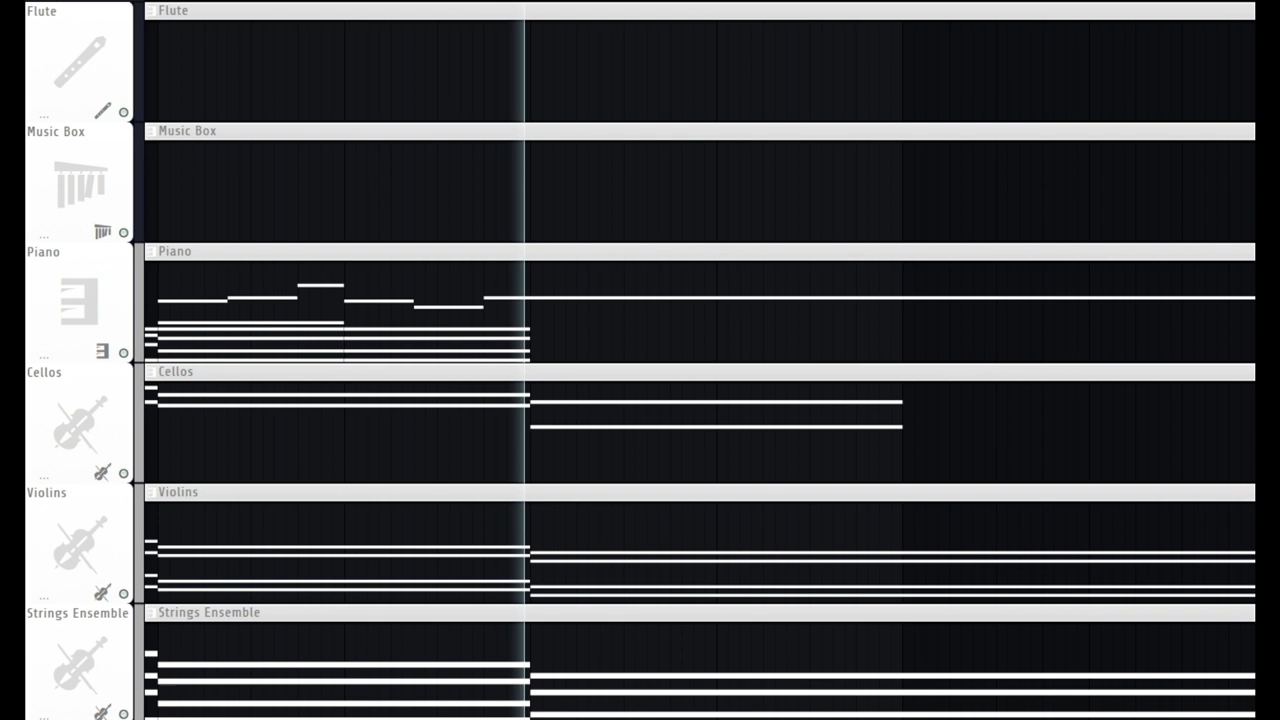 Flute
Flute
...
Music Box
Music Box
...
Piano
Piano
...
Cellos
Cellos
...
Violins
Violins
...
Strings Ensemble
Strings Ensemble